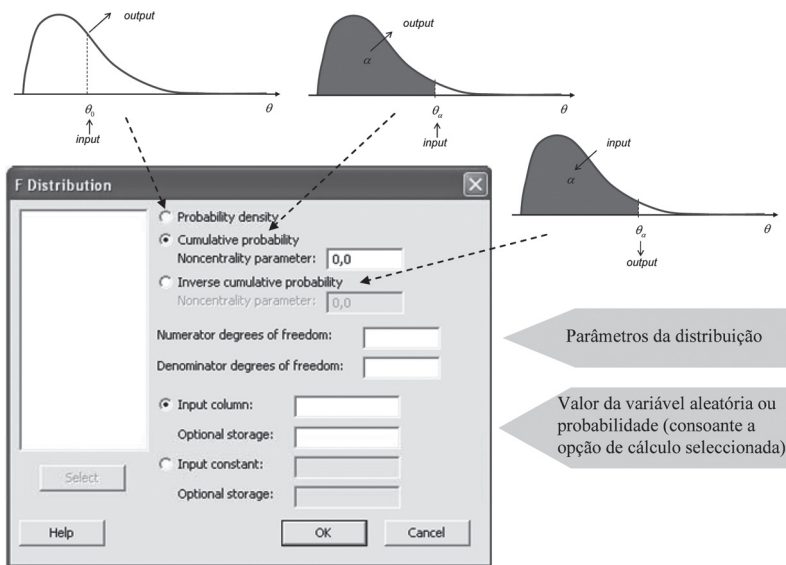 output
θ₀
θ
input
output
α
θα
θ
input
input
α
θα
θ
output
F Distribution
Probability density
Cumulative probability
Noncentrality parameter: 0,0
Inverse cumulative probability
Noncentrality parameter: 0,0
Numerator degrees of freedom:
Denominator degrees of freedom:
Input column:
Optional storage:
Input constant:
Optional storage:
Select
Help
OK
Cancel
Parâmetros da distribuição
Valor da variável aleatória ou
probabilidade (consoante a
opção de cálculo seleccionada)